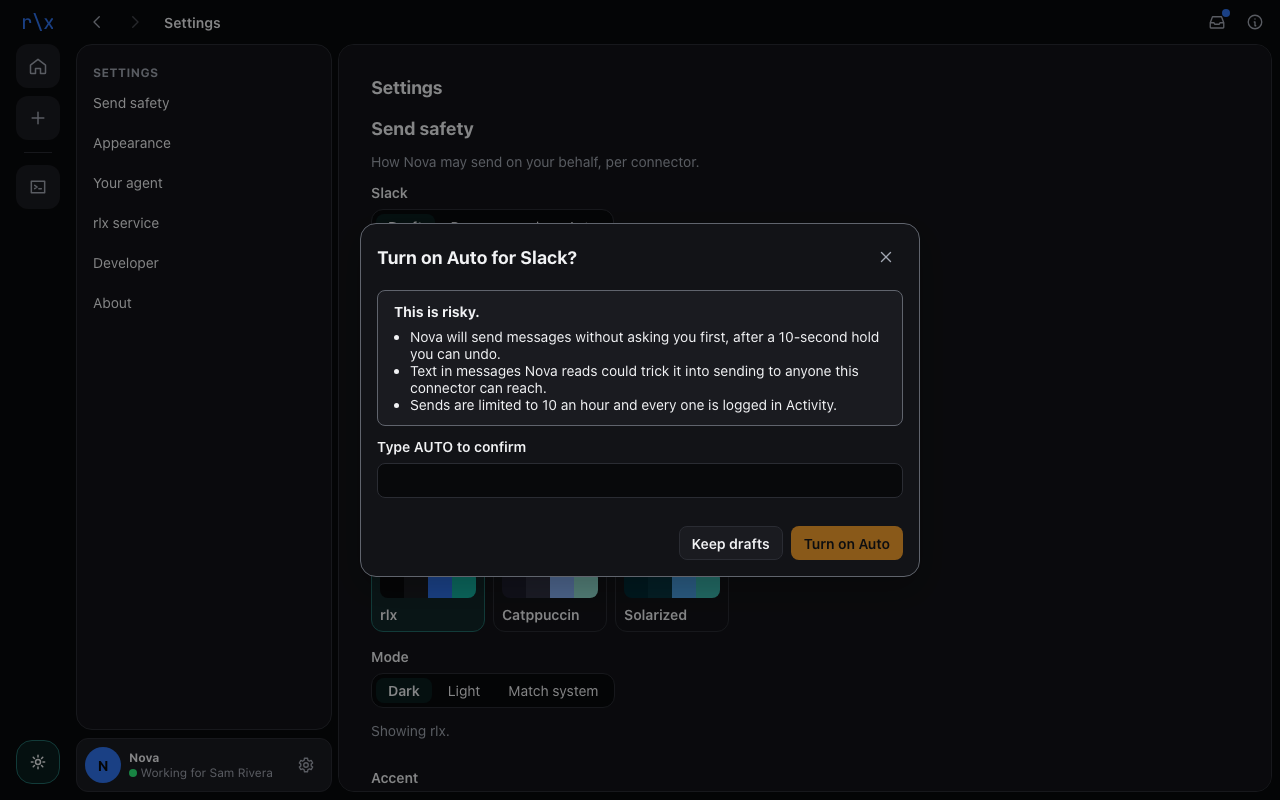 r\x
Settings
SETTINGS
Send safety
Appearance
Your agent
rlx service
Developer
About
Settings
Send safety
How Nova may send on your behalf, per connector.
Slack
Turn on Auto for Slack?
This is risky.
Nova will send messages without asking you first, after a 10-second hold
you can undo.
Text in messages Nova reads could trick it into sending to anyone this
connector can reach.
Sends are limited to 10 an hour and every one is logged in Activity.
Type AUTO to confirm
Keep drafts
Turn on Auto
rlx
Catppuccin
Solarized
Mode
Dark
Light
Match system
Showing rlx.
Accent
N
Nova
Working for Sam Rivera